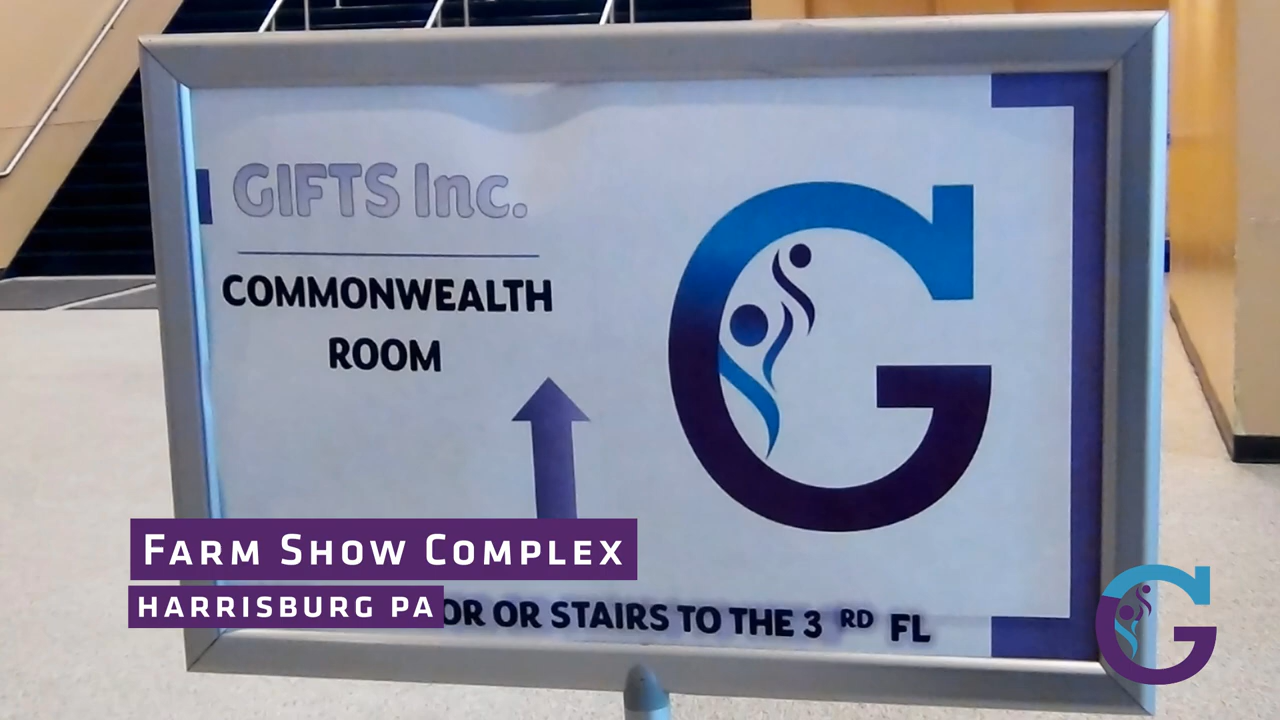 GIFTS Inc.
COMMONWEALTH
ROOM
G
FARM SHOW COMPLEX
HARRISBURG PA
OR OR STAIRS TO THE 3 RD FL
G